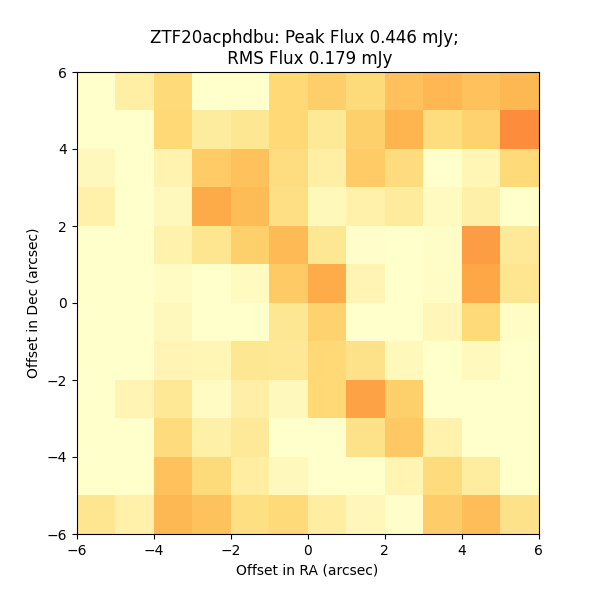 ZTF20acphdbu: Peak Flux 0.446 mJy;
RMS Flux 0.179 mJy
6
4
2
0
−2
−4
−6
Offset in Dec (arcsec)
−6 −4 −2 0 2 4 6
Offset in RA (arcsec)